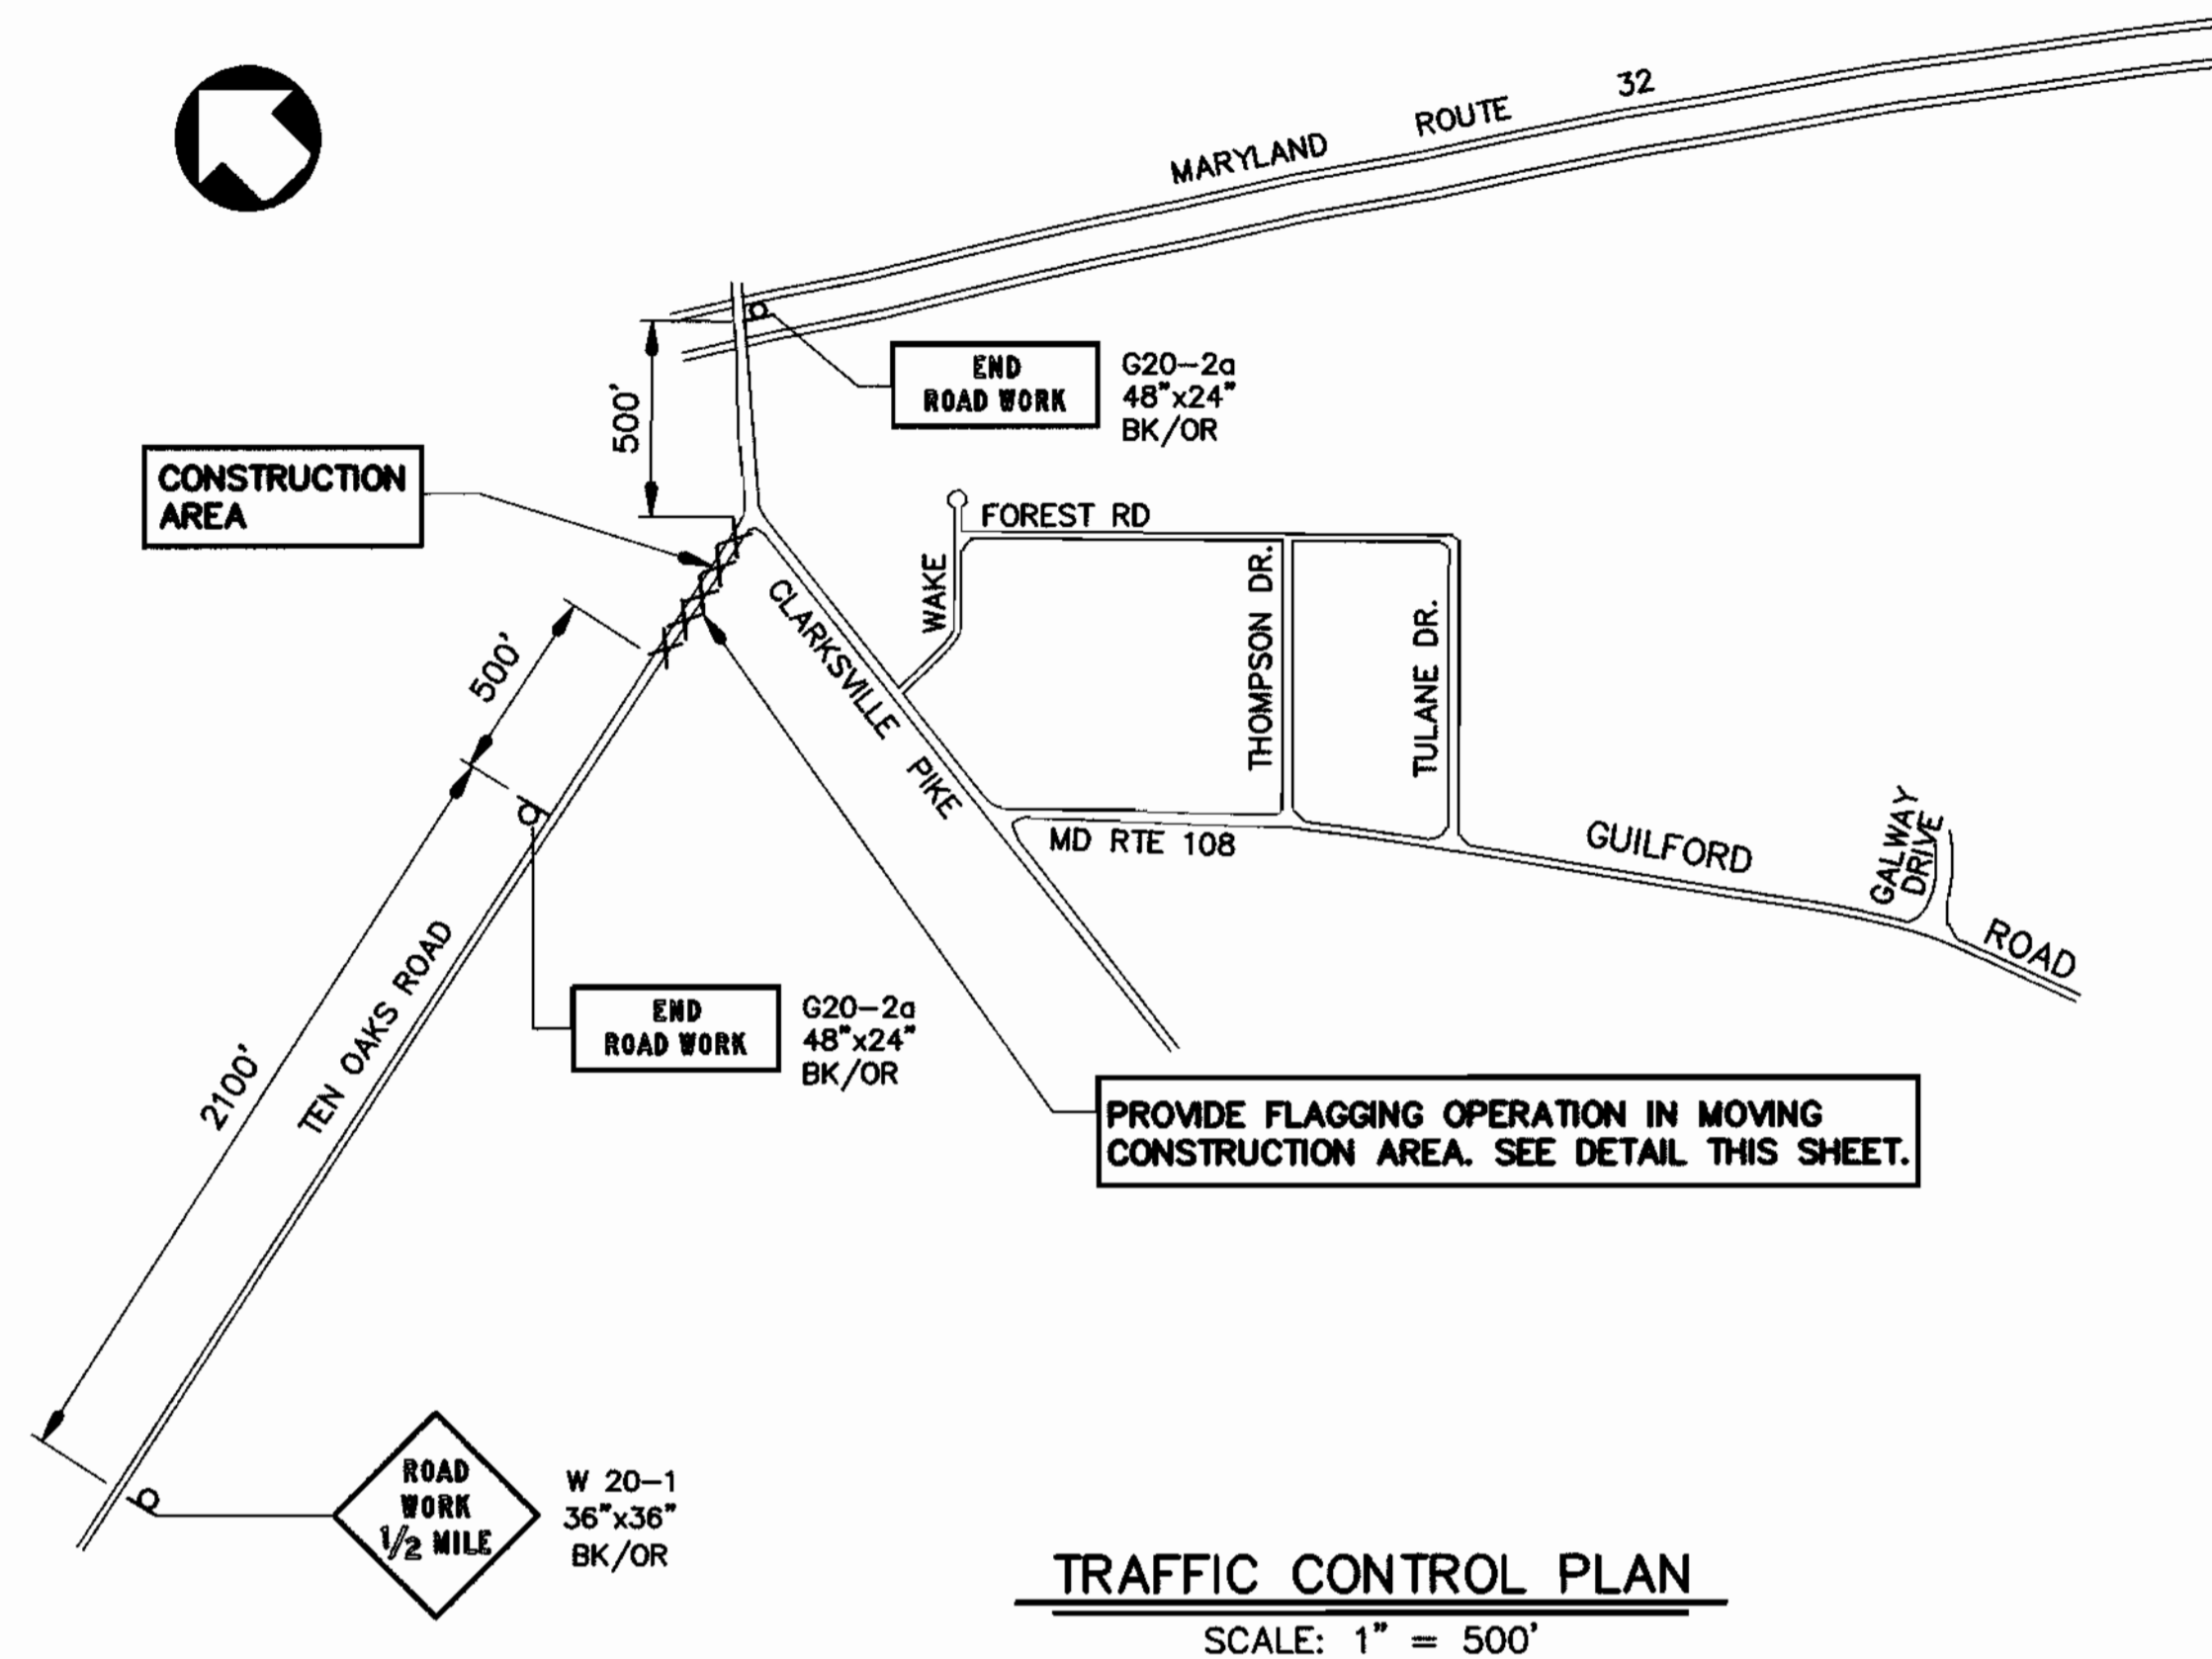 MARYLAND ROUTE 32
END
ROAD WORK
G20-2a
48"x24"
BK/OR
500'
CONSTRUCTION
AREA
FOREST RD
WAKE
THOMPSON DR.
TULANE DR.
CLARKSVILLE PIKE
500'
MD RTE 108
GUILFORD ROAD
GALWAY
DRIVE
TEN OAKS ROAD
2100'
END
ROAD WORK
G20-2a
48"x24"
BK/OR
PROVIDE FLAGGING OPERATION IN MOVING
CONSTRUCTION AREA. SEE DETAIL THIS SHEET.
ROAD
WORK
1/2 MILE
W 20-1
36"x36"
BK/OR
TRAFFIC CONTROL PLAN
SCALE: 1" = 500'